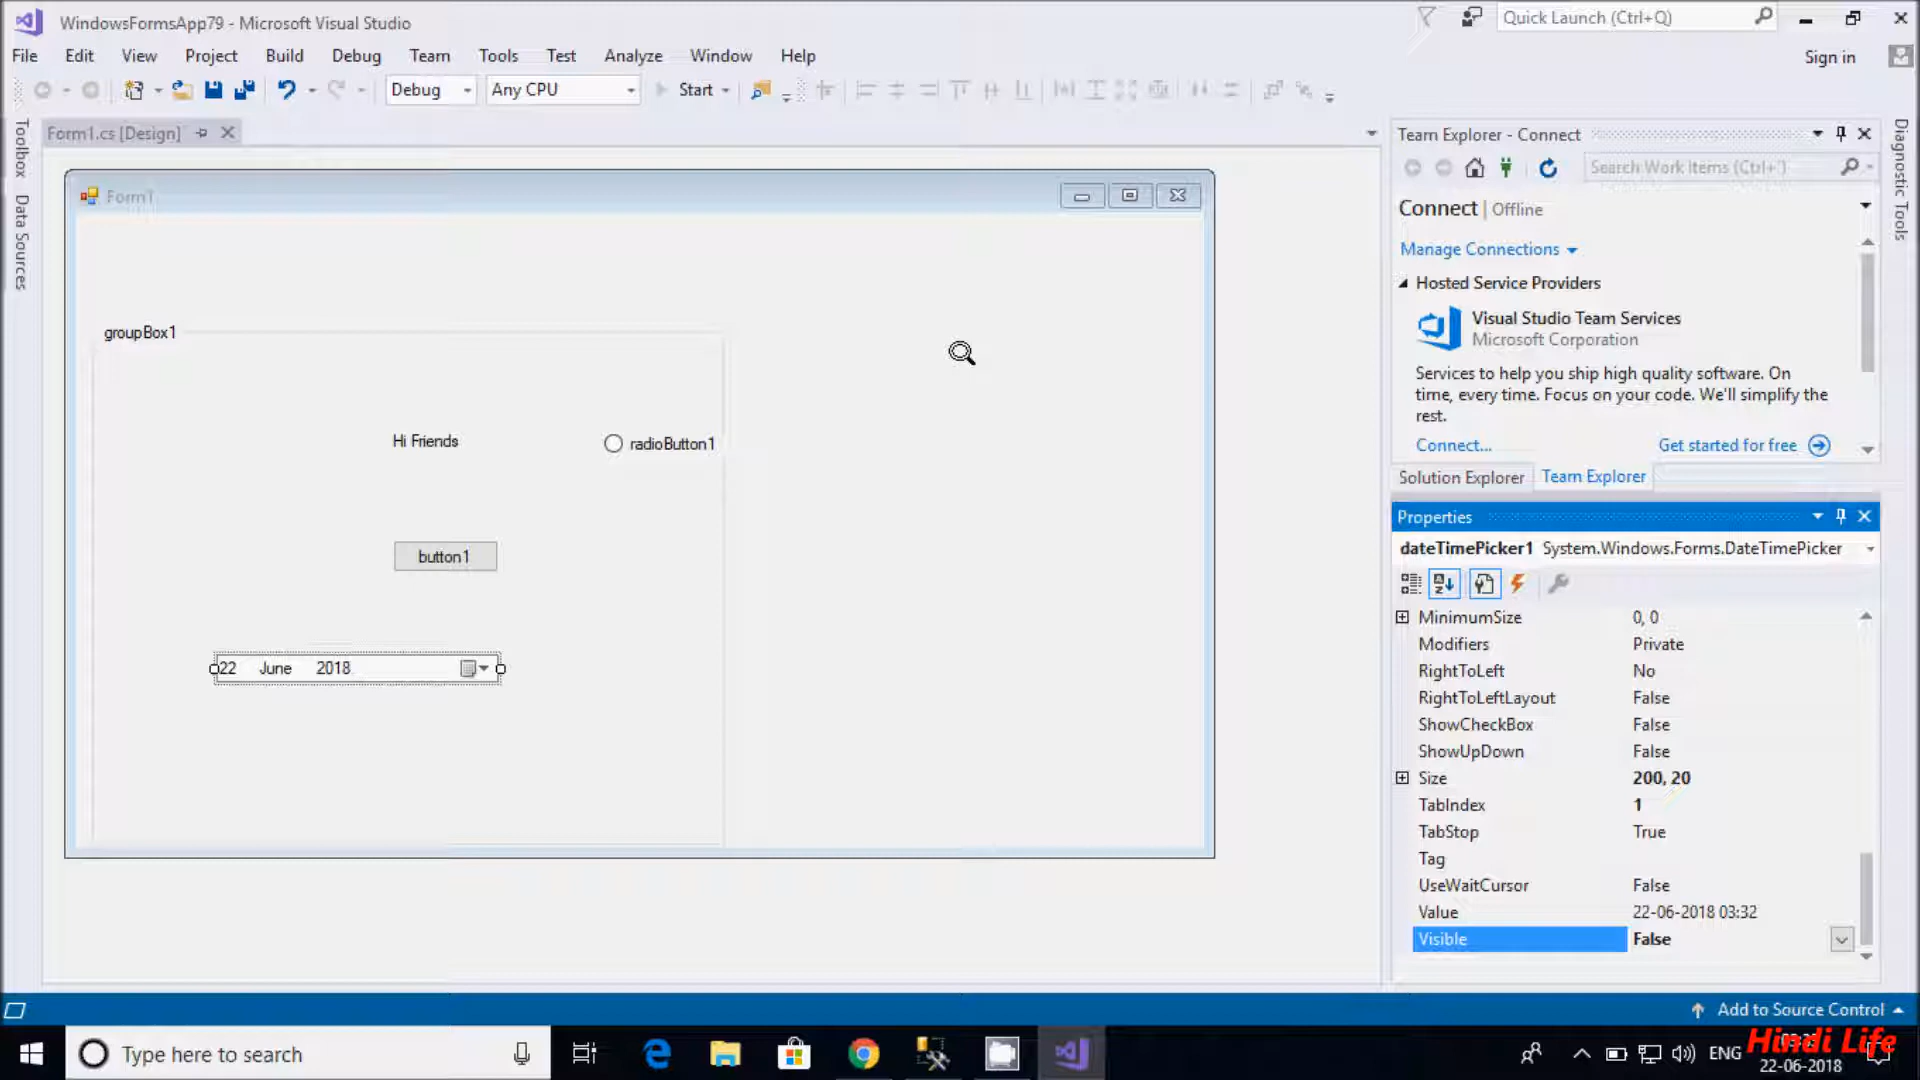 WindowsFormsApp79 - Microsoft Visual Studio
Quick Launch (Ctrl+Q)
File Edit View Project Build Debug Team Tools Test Analyze Window Help
Sign in
Debug Any CPU Start
Form1.cs [Design]
Toolbox
Data Sources
Form1
groupBox1
Hi Friends
radioButton1
button1
22 June 2018
Team Explorer - Connect
Search Work Items (Ctrl+')
Connect | Offline
Manage Connections
Hosted Service Providers
Visual Studio Team Services
Microsoft Corporation
Services to help you ship high quality software. On
time, every time. Focus on your code. We'll simplify the
rest.
Connect... Get started for free
Solution Explorer Team Explorer
Diagnostic Tools
Properties
dateTimePicker1 System.Windows.Forms.DateTimePicker
MinimumSize 0, 0
Modifiers Private
RightToLeft No
RightToLeftLayout False
ShowCheckBox False
ShowUpDown False
Size 200, 20
TabIndex 1
TabStop True
Tag
UseWaitCursor False
Value 22-06-2018 03:32
Visible False
Add to Source Control
Type here to search
ENG
Hindi Life
22-06-2018